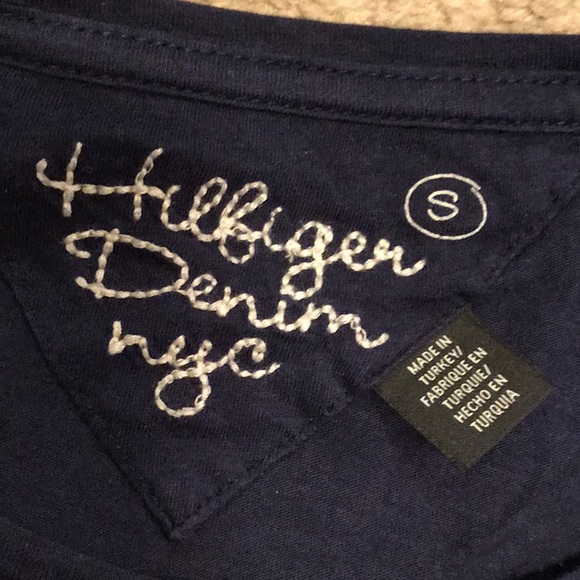 Hilfiger
Denim
nyc
S
MADE IN
TURKEY/
FABRIQUE EN
TURQUIE/
HECHO EN
TURQUIA